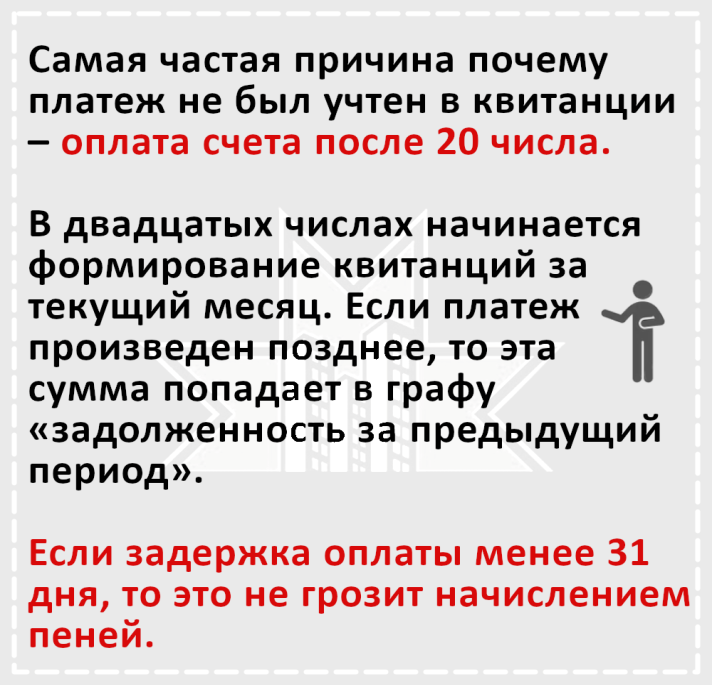 Самая частая причина почему
платеж не был учтен в квитанции
– оплата счета после 20 числа.
В двадцатых числах начинается
формирование квитанций за
текущий месяц. Если платеж
произведен позднее, то эта
сумма попадает в графу
«задолженность за предыдущий
период».
Если задержка оплаты менее 31
дня, то это не грозит начислением
пеней.